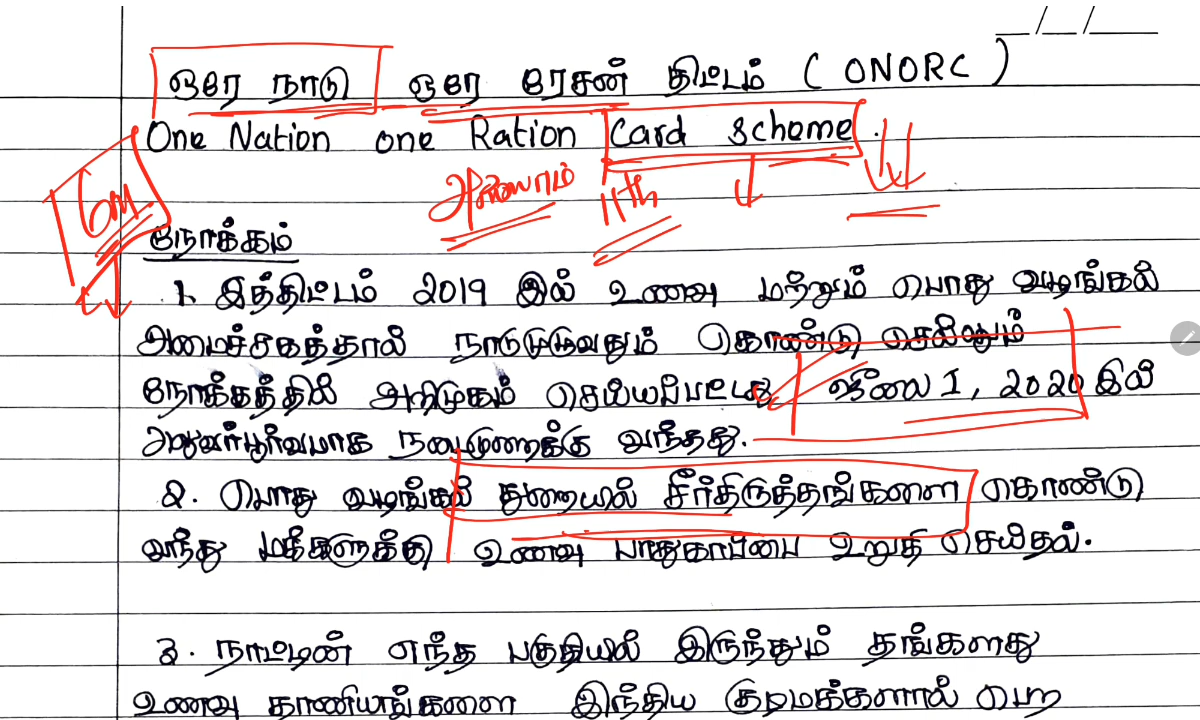 ஒரே நாடு ஒரே ரேசன் திட்டம் ( ONORC )
One Nation one Ration Card scheme.
6m
11th
நோக்கம்
1. இத்திட்டம் 2019 இல் உணவு மற்றும் பொது வழங்கல்
அமைச்சகத்தால் நாடுமுழுவதும் கொண்டு செல்லும்
நோக்கத்தில் அறிமுகம் செய்யப்பட்டது ஜீலை 1, 2020 இல்
அதிகாரபூர்வமாக நடைமுறைக்கு வந்தது.
2. பொது வழங்கல் துறையில் சீர்திருத்தங்களை கொண்டு
வந்து மக்களுக்கு உணவு பாதுகாப்பை உறுதி செய்தல்.
3. நாட்டின் எந்த பகுதியில் இருந்தும் தங்களது
உணவு தானியங்களை இந்திய குடிமக்களால் பெற